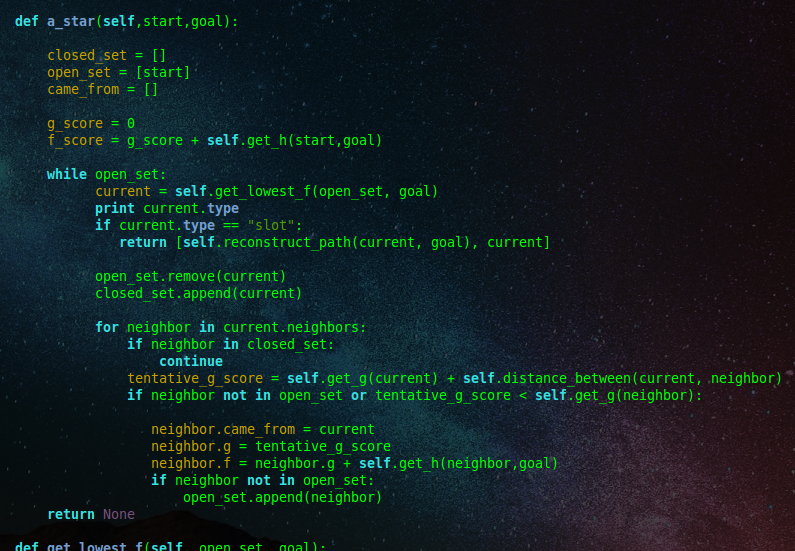 def a_star(self,start,goal):
closed_set = []
open_set = [start]
came_from = []
g_score = 0
f_score = g_score + self.get_h(start,goal)
while open_set:
current = self.get_lowest_f(open_set, goal)
print current.type
if current.type == "slot":
return [self.reconstruct_path(current, goal), current]
open_set.remove(current)
closed_set.append(current)
for neighbor in current.neighbors:
if neighbor in closed_set:
continue
tentative_g_score = self.get_g(current) + self.distance_between(current, neighbor)
if neighbor not in open_set or tentative_g_score < self.get_g(neighbor):
neighbor.came_from = current
neighbor.g = tentative_g_score
neighbor.f = neighbor.g + self.get_h(neighbor,goal)
if neighbor not in open_set:
open_set.append(neighbor)
return None
def get_lowest_f(self, open_set, goal):